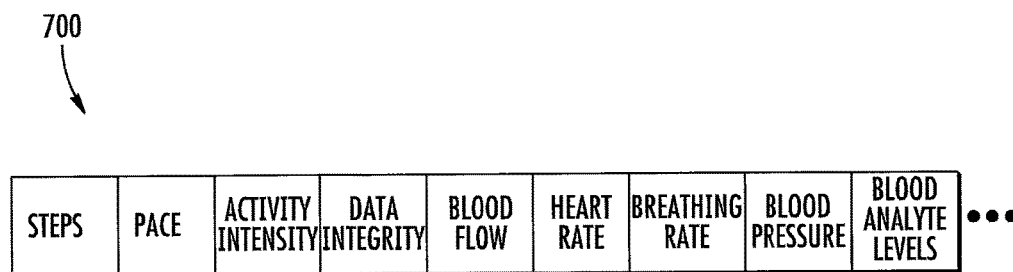 700
STEPS
PACE
ACTIVITY
INTENSITY
DATA
INTEGRITY
BLOOD
FLOW
HEART
RATE
BREATHING
RATE
BLOOD
PRESSURE
BLOOD
ANALYTE
LEVELS